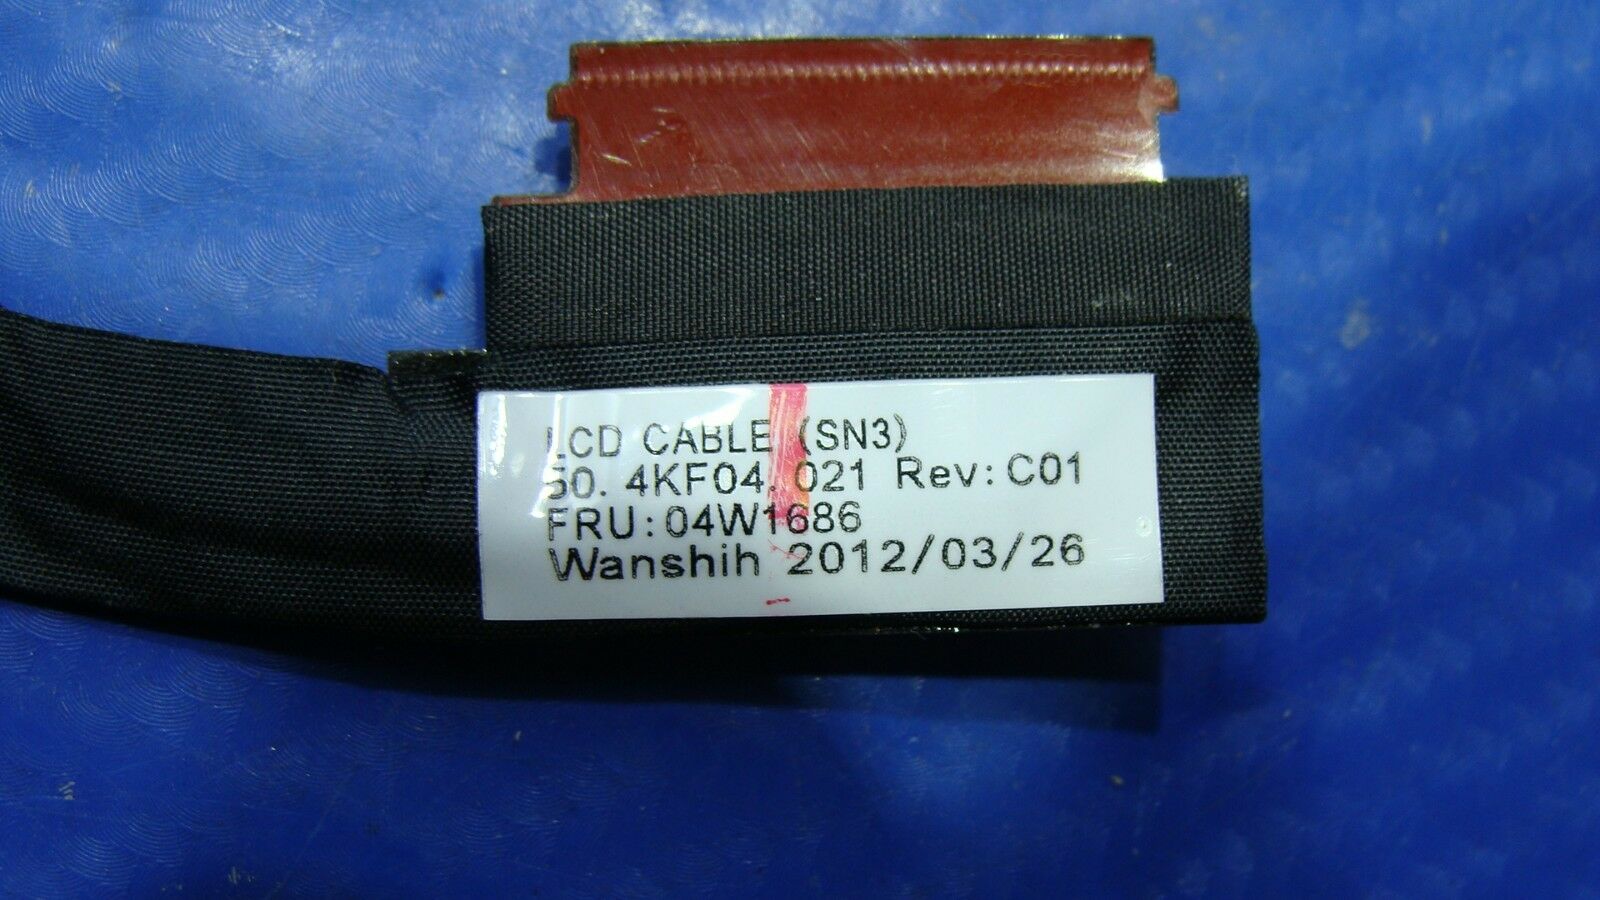 LCD CABLE (SN3)
50.4KF04.021 Rev:C01
FRU:04W1686
Wanshih 2012/03/26